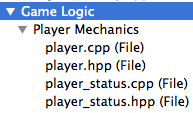 Game Logic
Player Mechanics
player.cpp (File)
player.hpp (File)
player_status.cpp (File)
player_status.hpp (File)